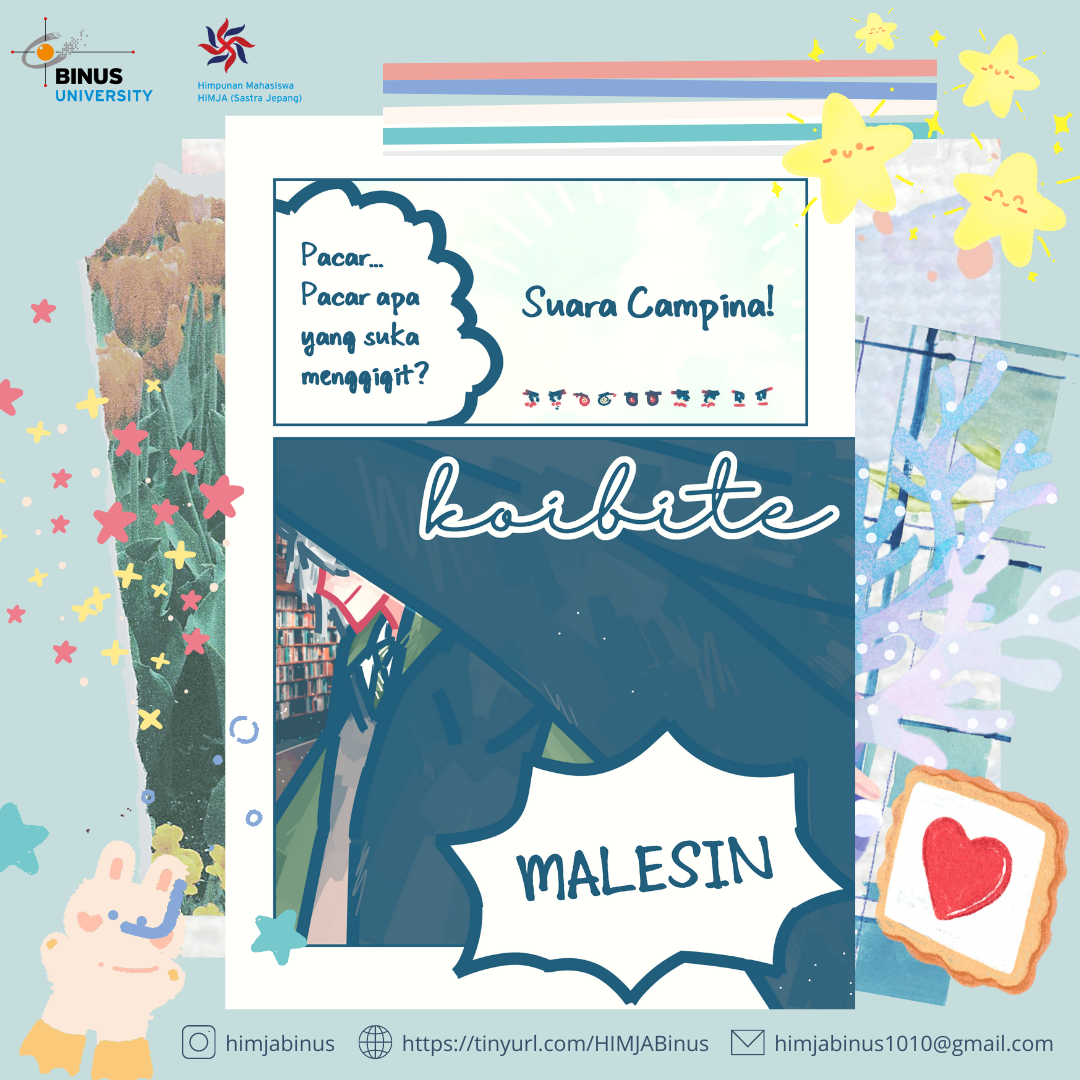 BINUS
UNIVERSITY
Himpunan Mahasiswa
HIMJA (Sastra Jepang)
Pacar...
Pacar apa
yang suka
menggigit?
Suara Campina!
koibite
MALESIN
himjabinus
https://tinyurl.com/HIMJABinus
himjabinus1010@gmail.com